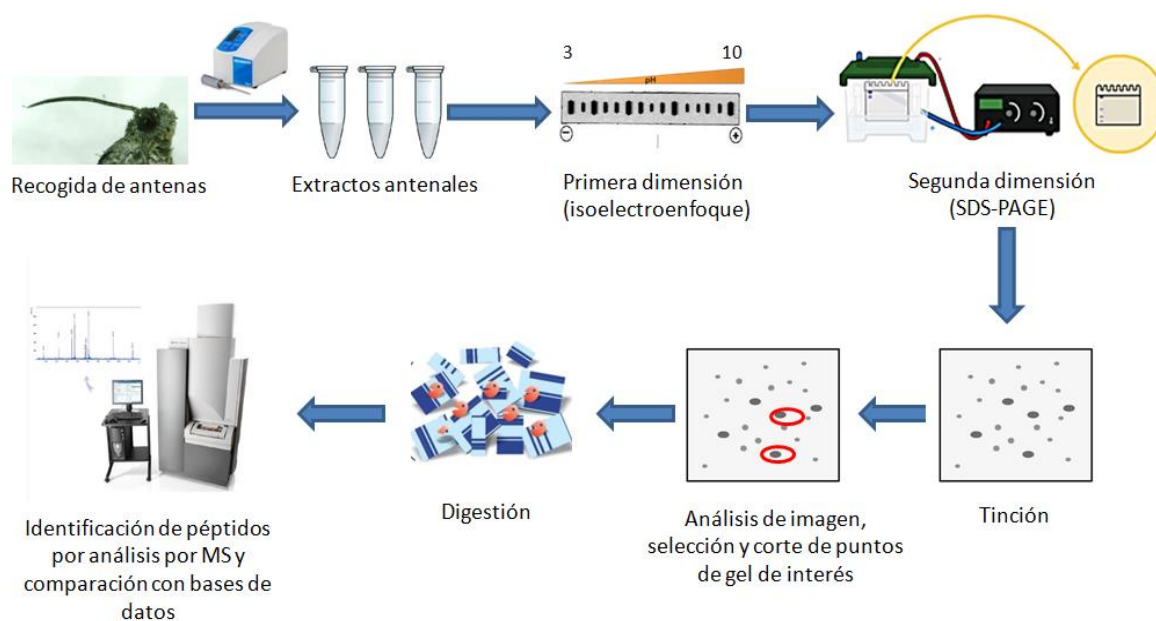 3
10
pH
Recogida de antenas
Extractos antenales
Primera dimensión
(isoelectroenfoque)
Segunda dimensión
(SDS-PAGE)
Identificación de péptidos
por análisis por MS y
comparación con bases de
datos
Digestión
Análisis de imagen,
selección y corte de puntos
de gel de interés
Tinción